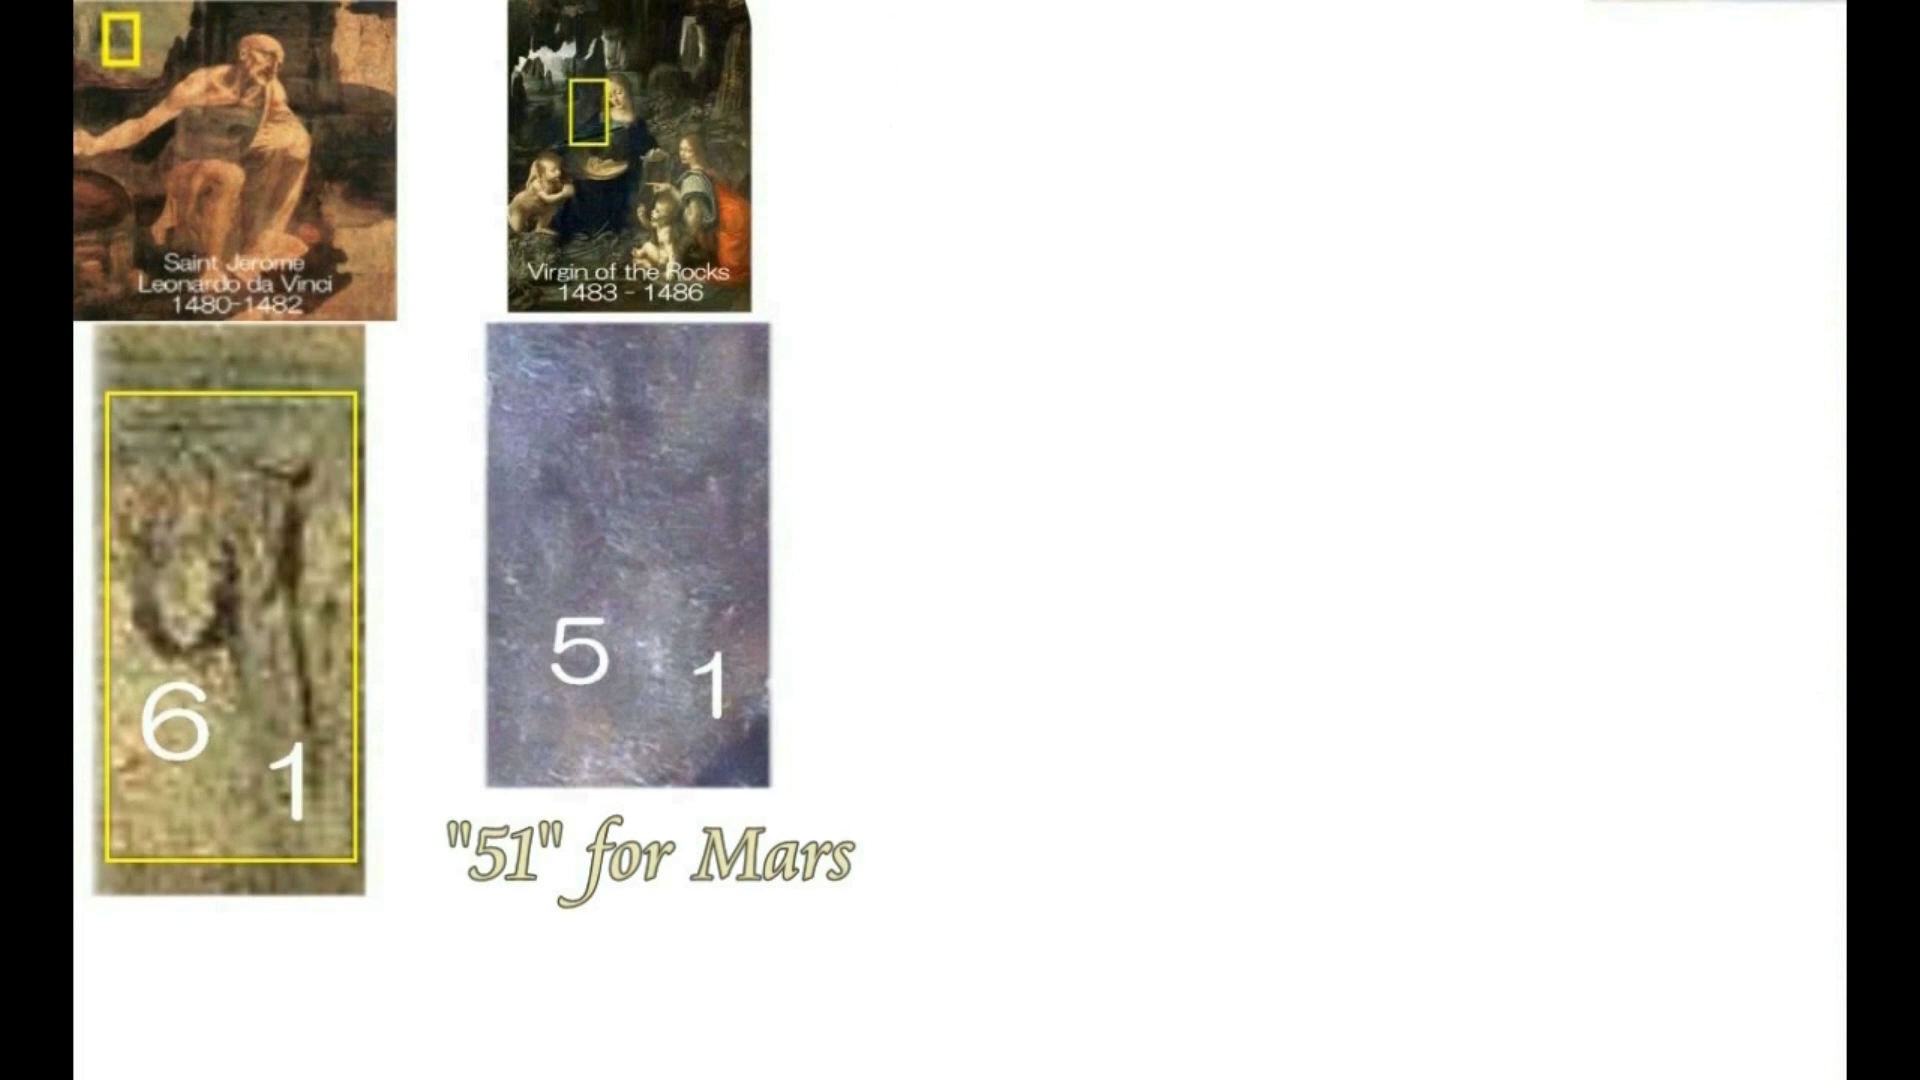 Saint Jerome
Leonardo da Vinci
1480-1482
Virgin of the Rocks
1483 - 1486
6
1
5
1
"51" for Mars